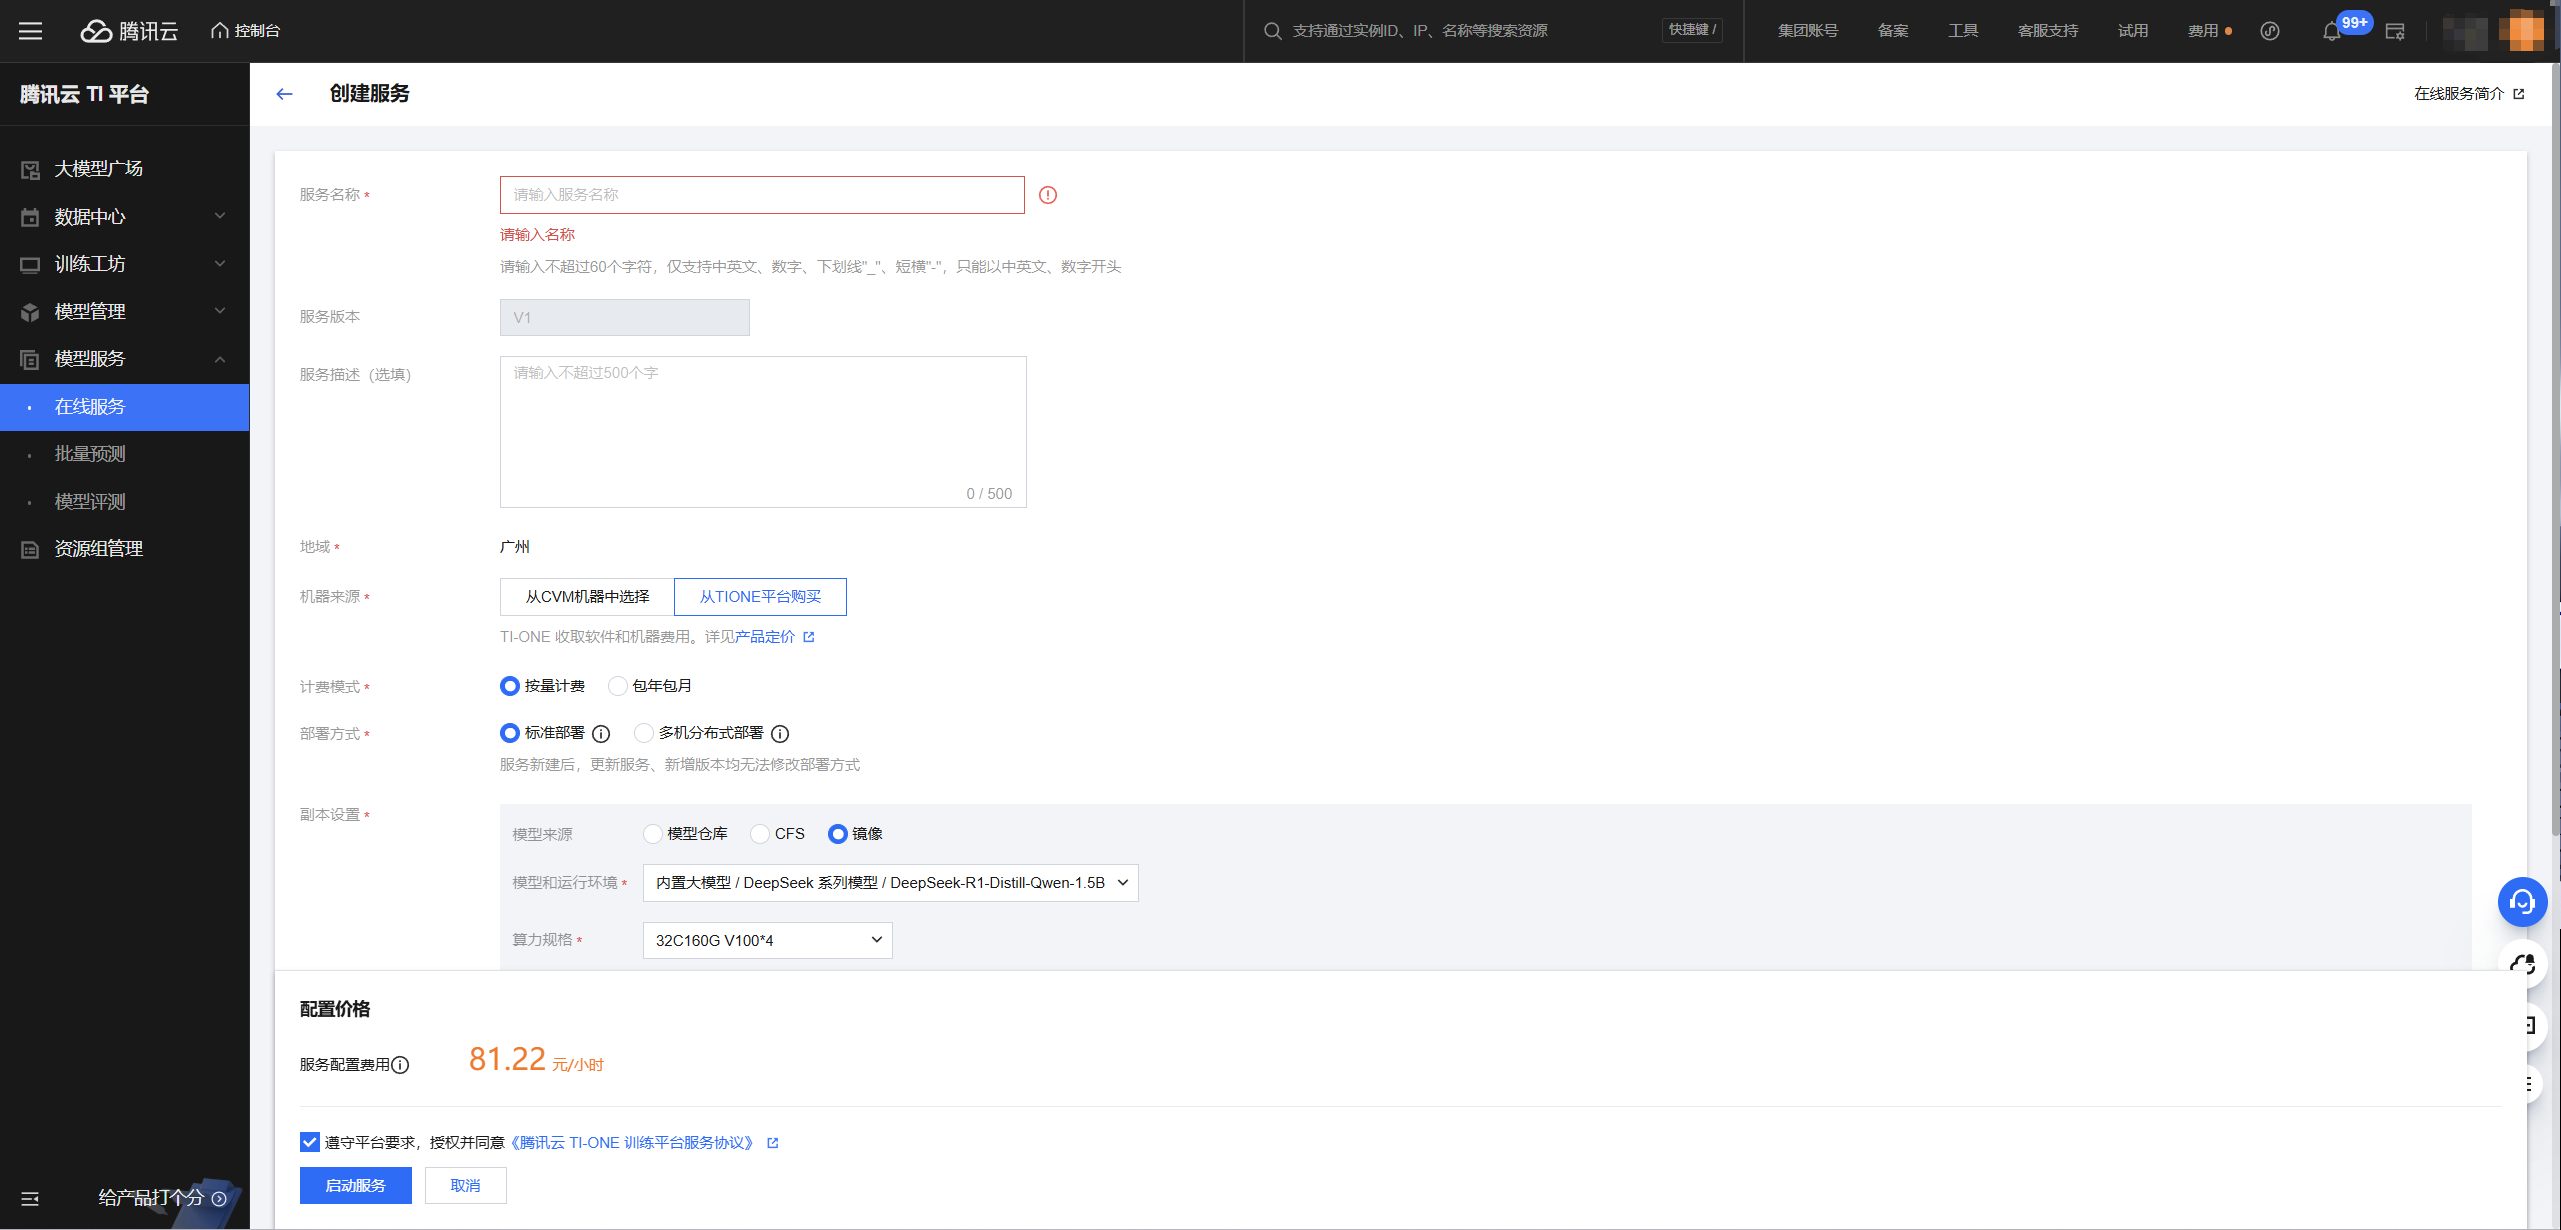 腾讯云 控制台
支持通过实例ID、IP、名称等搜索资源 快捷键 /
集团账号 备案 工具 客服支持 试用 费用 99+
腾讯云 TI 平台
大模型广场
数据中心
训练工坊
模型管理
模型服务
在线服务
批量预测
模型评测
资源组管理
给产品打个分
创建服务
在线服务简介
服务名称 * 请输入服务名称
请输入名称
请输入不超过60个字符，仅支持中英文、数字、下划线"_"、短横"-"，只能以中英文、数字开头
服务版本 V1
服务描述（选填） 请输入不超过500个字
0 / 500
地域 * 广州
机器来源 * 从CVM机器中选择 从TIONE平台购买
TI-ONE 收取软件和机器费用。详见产品定价
计费模式 * 按量计费 包年包月
部署方式 * 标准部署 多机分布式部署
服务新建后，更新服务、新增版本均无法修改部署方式
副本设置 *
模型来源 模型仓库 CFS 镜像
模型和运行环境 * 内置大模型 / DeepSeek 系列模型 / DeepSeek-R1-Distill-Qwen-1.5B
算力规格 * 32C160G V100*4
配置价格
服务配置费用 81.22 元/小时
遵守平台要求，授权并同意《腾讯云 TI-ONE 训练平台服务协议》
启动服务 取消